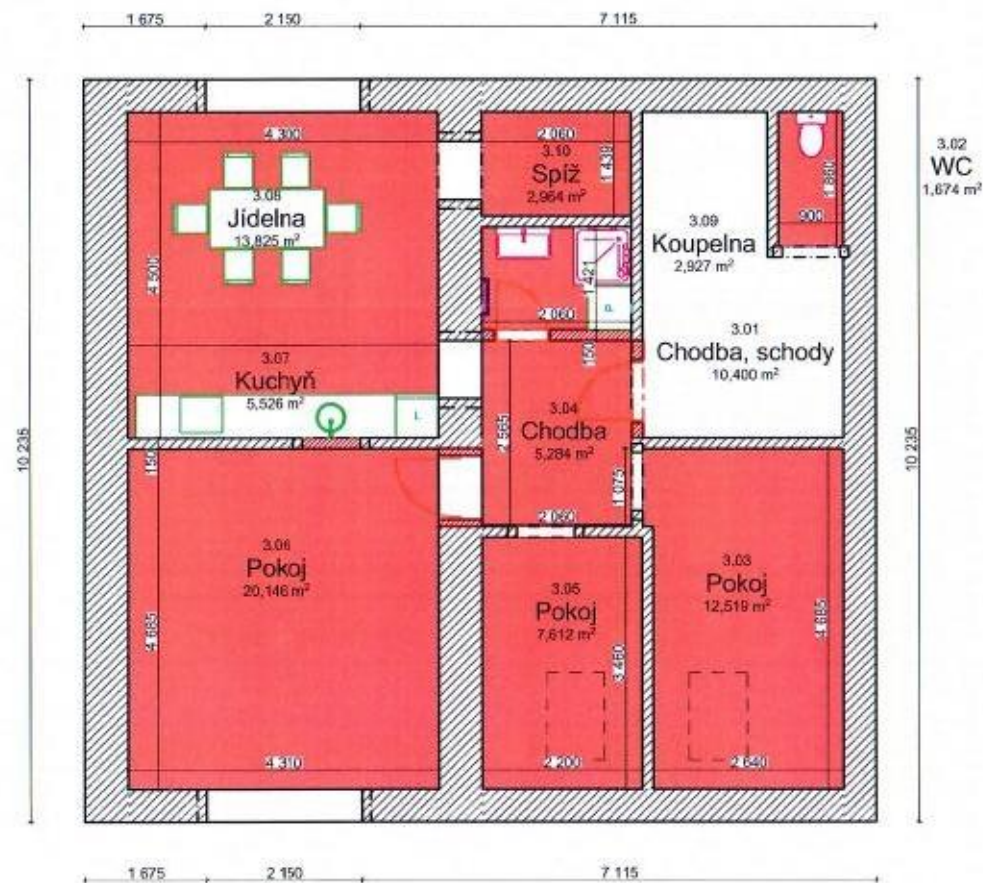 1 675
2 150
7 115
4 300
2 060
3.10
Spíž
2,964 m²
1 439
1 860
900
3.02
WC
1,674 m²
3.08
Jídelna
13,825 m²
4 500
3.09
Koupelna
2,927 m²
1 421
2 060
P.
150
3.01
Chodba, schody
10,400 m²
3.07
Kuchyň
5,526 m²
L.
3.04
Chodba
5,284 m²
2 565
1 075
2 060
10 235
10 235
150
3.06
Pokoj
20,146 m²
4 685
4 310
3.05
Pokoj
7,612 m²
3 460
2 200
3.03
Pokoj
12,519 m²
4 685
2 640
1 675
2 150
7 115